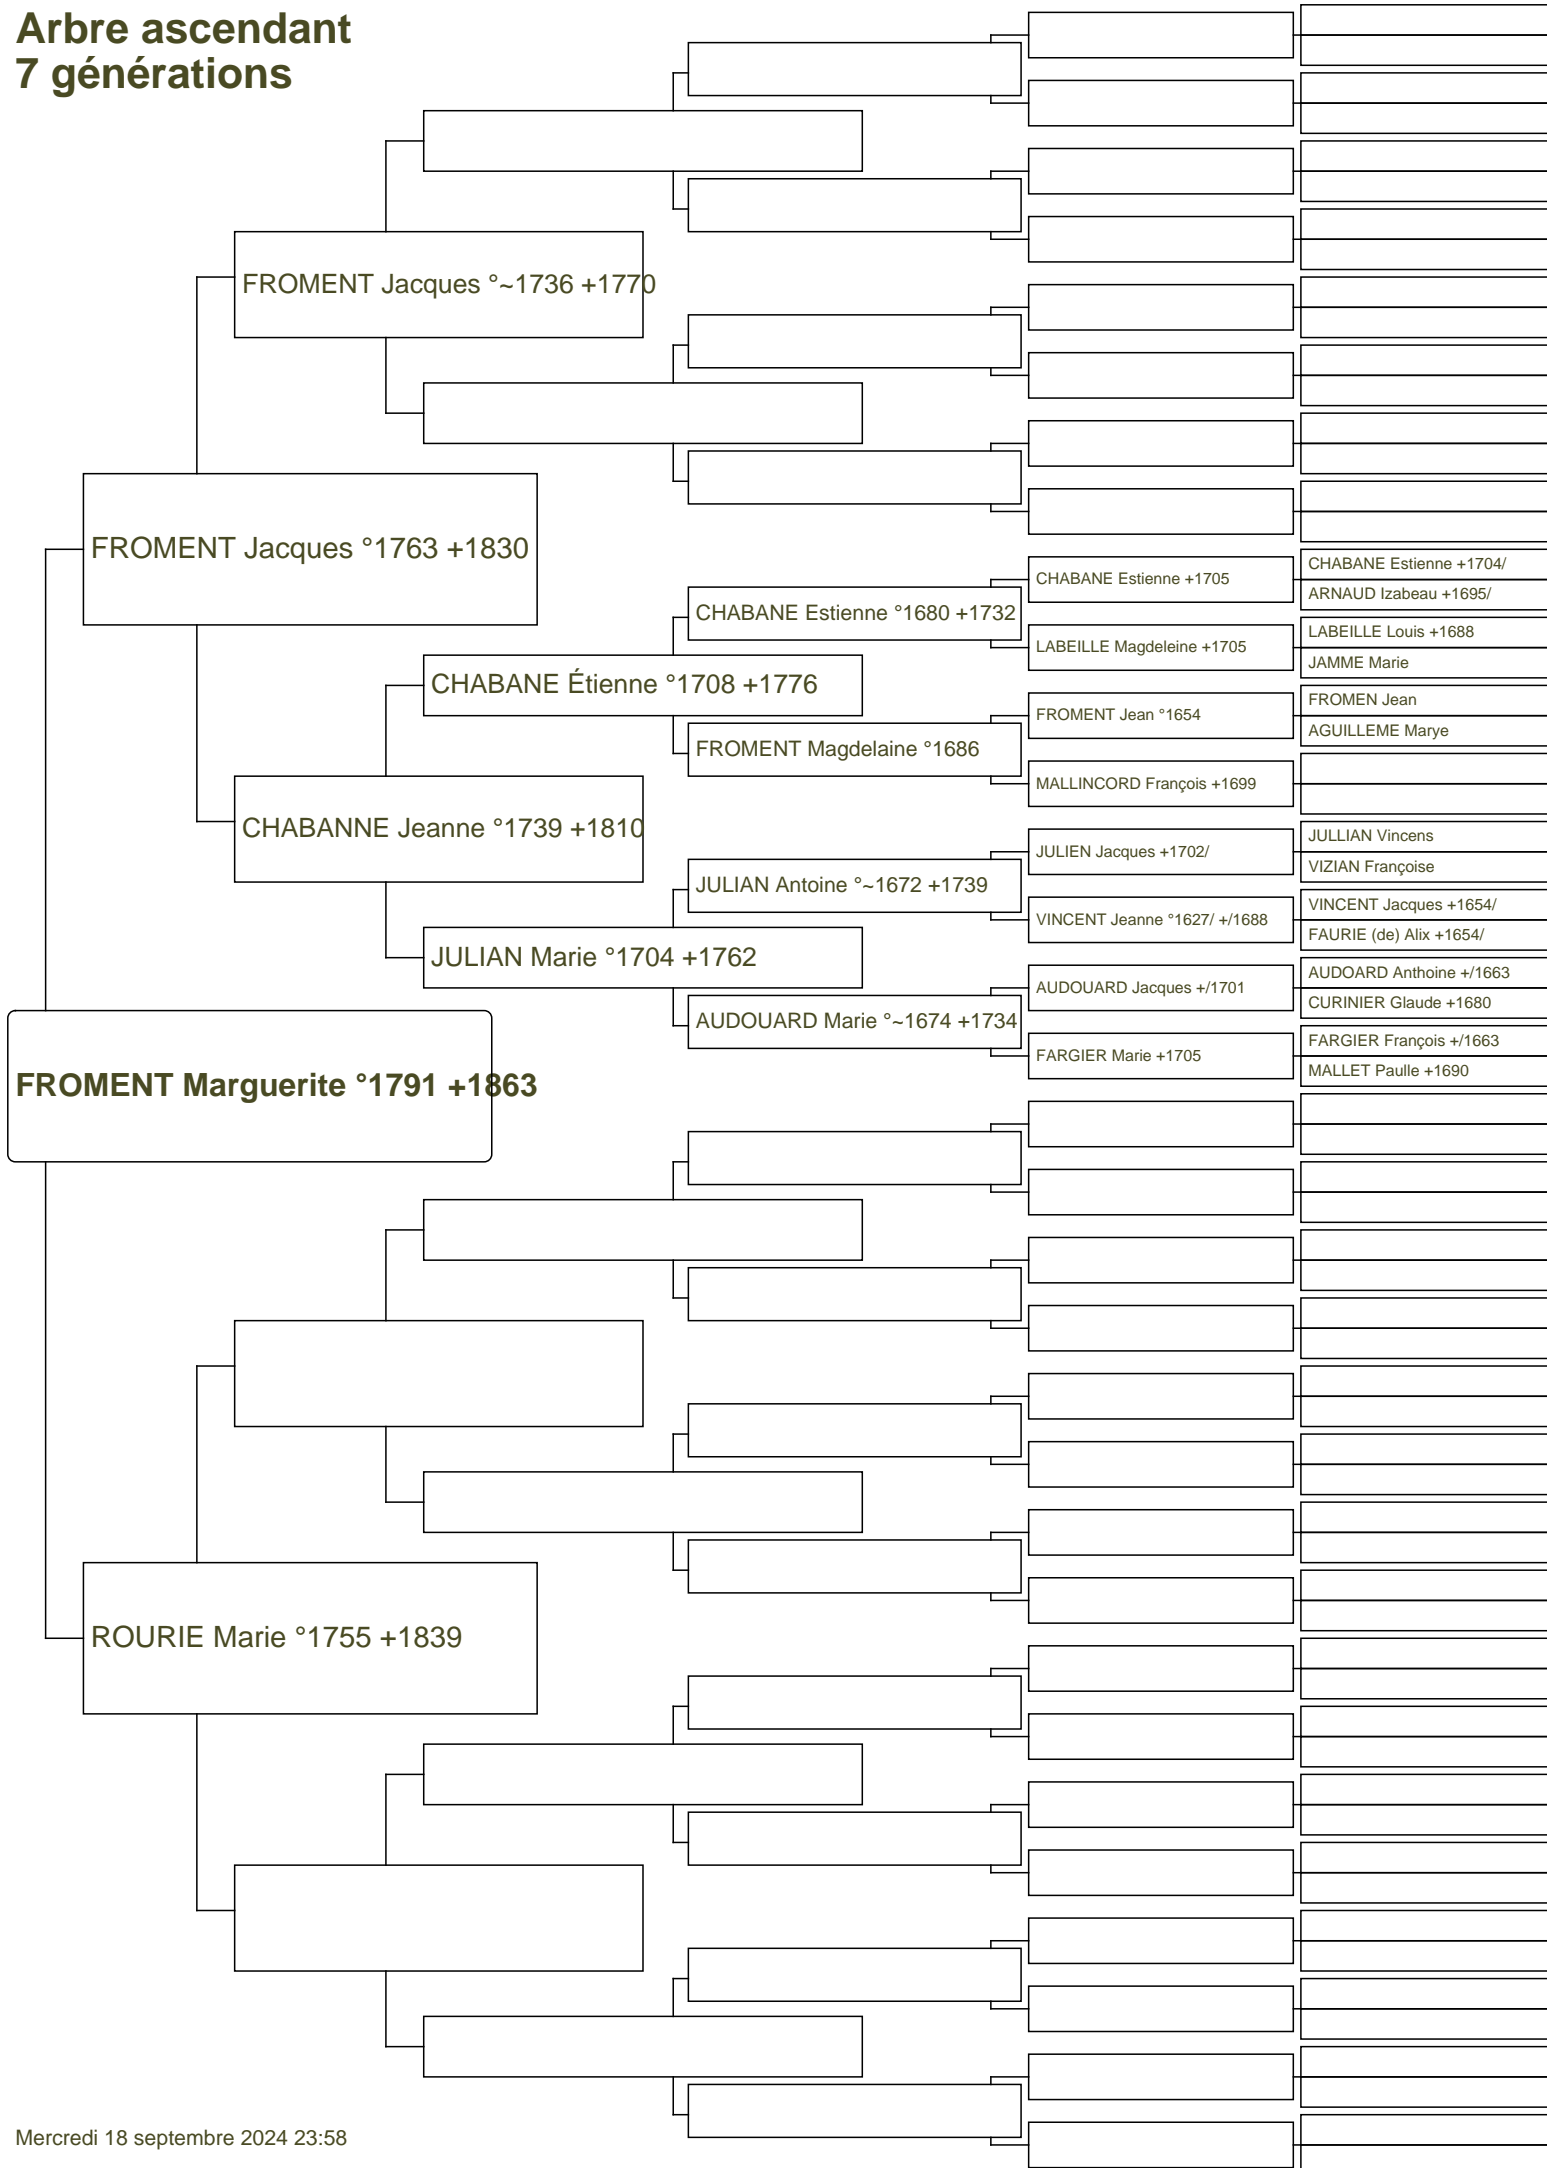 Arbre ascendant
7 générations
FROMENT Jacques °~1736 +1770
FROMENT Jacques °1763 +1830
CHABANE Estienne +1704/
CHABANE Estienne +1705
ARNAUD Izabeau +1695/
CHABANE Estienne °1680 +1732
LABEILLE Louis +1688
LABEILLE Magdeleine +1705
JAMME Marie
CHABANE Étienne °1708 +1776
FROMEN Jean
FROMENT Jean °1654
AGUILLEME Marye
FROMENT Magdelaine °1686
MALLINCORD François +1699
CHABANNE Jeanne °1739 +1810
JULLIAN Vincens
JULIEN Jacques +1702/
VIZIAN Françoise
JULIAN Antoine °~1672 +1739
VINCENT Jacques +1654/
VINCENT Jeanne °1627/ +/1688
FAURIE (de) Alix +1654/
JULIAN Marie °1704 +1762
AUDOARD Anthoine +/1663
AUDOUARD Jacques +/1701
CURINIER Glaude +1680
AUDOUARD Marie °~1674 +1734
FARGIER François +/1663
FARGIER Marie +1705
MALLET Paulle +1690
FROMENT Marguerite °1791 +1863
ROURIE Marie °1755 +1839
Mercredi 18 septembre 2024 23:58